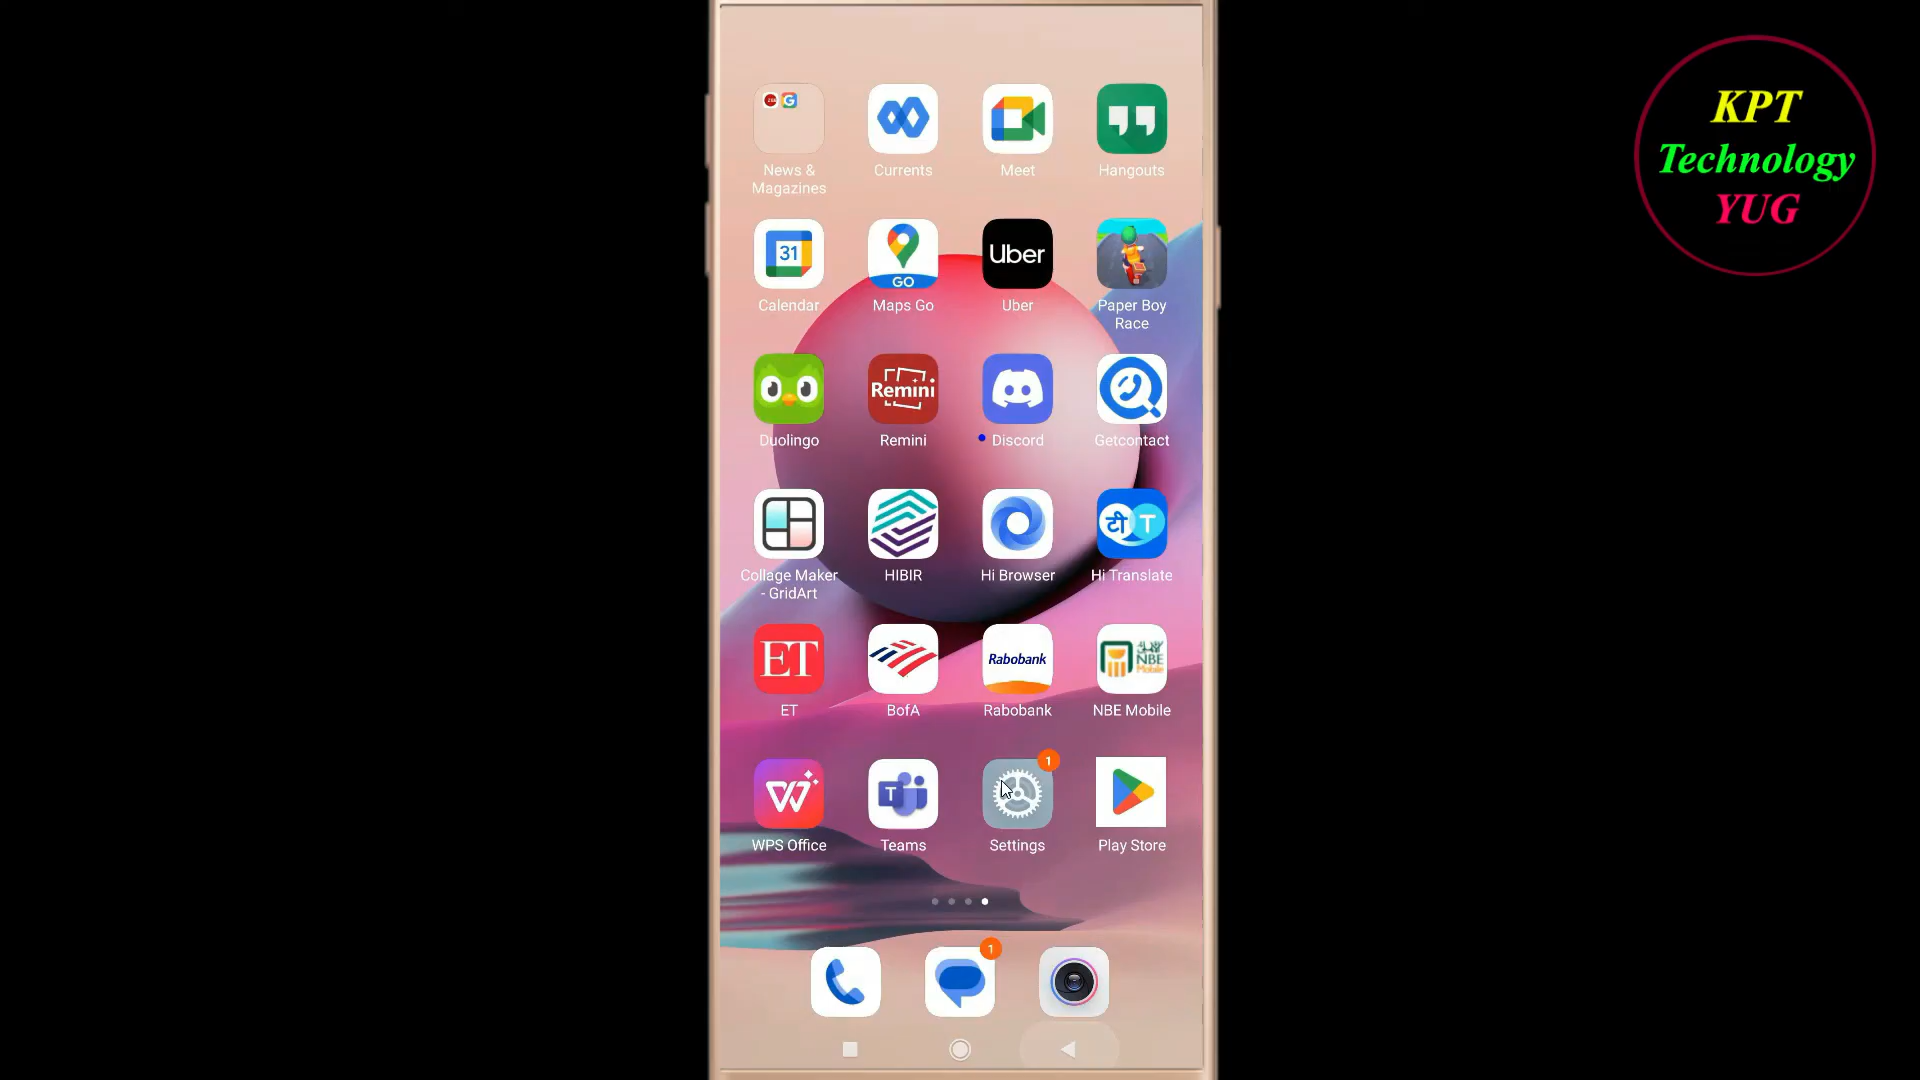 KPT
Technology
YUG
News &
Magazines
Currents
Meet
Hangouts
31
Calendar
GO
Maps Go
Uber
Uber
Paper Boy
Race
Duolingo
Remini
Remini
Discord
Getcontact
Collage Maker
- GridArt
HIBIR
Hi Browser
टी T
Hi Translate
ET
ET
BofA
Rabobank
Rabobank
NBE
Mobile
NBE Mobile
W
WPS Office
T
Teams
1
Settings
Play Store
1